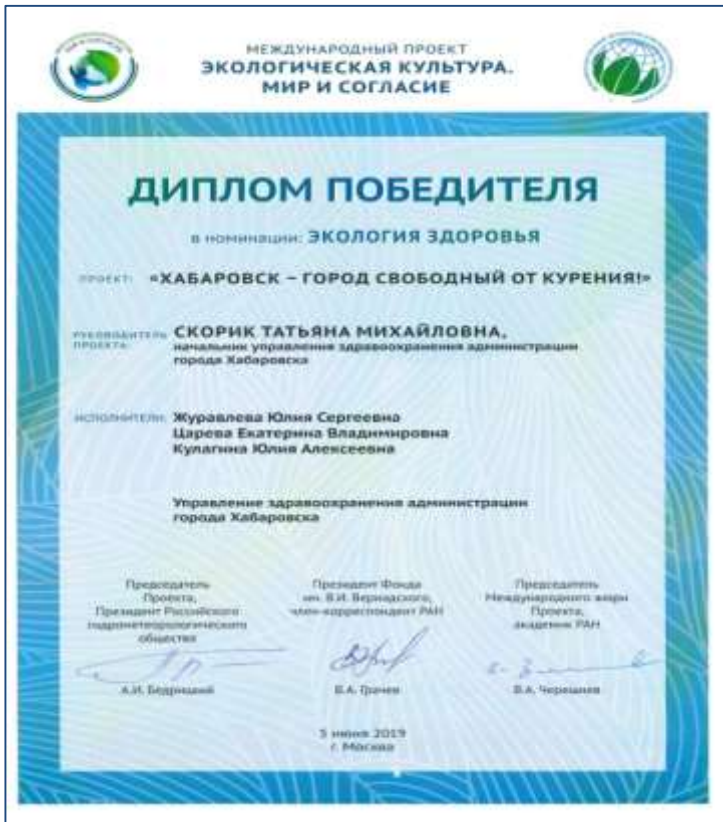 МЕЖДУНАРОДНЫЙ ПРОЕКТ
ЭКОЛОГИЧЕСКАЯ КУЛЬТУРА.
МИР И СОГЛАСИЕ
ДИПЛОМ ПОБЕДИТЕЛЯ
в номинации: ЭКОЛОГИЯ ЗДОРОВЬЯ
ПРОЕКТ: «ХАБАРОВСК – ГОРОД СВОБОДНЫЙ ОТ КУРЕНИЯ!»
РУКОВОДИТЕЛЬ ПРОЕКТА: СКОРИК ТАТЬЯНА МИХАЙЛОВНА,
начальник управления здравоохранения администрации
города Хабаровска
ИСПОЛНИТЕЛИ: Журавлева Юлия Сергеевна
Царева Екатерина Владимировна
Кулагина Юлия Алексеевна
Управление здравоохранения администрации
города Хабаровска
Председатель
Проекта,
Президент Российского
гидрометеорологического
общества
А.И. Бедрицкий
Президент Фонда
им. В.И. Вернадского,
член-корреспондент РАН
В.А. Грачев
Председатель
Международного жюри
Проекта,
академик РАН
В.А. Черешнев
5 июня 2019
г. Москва